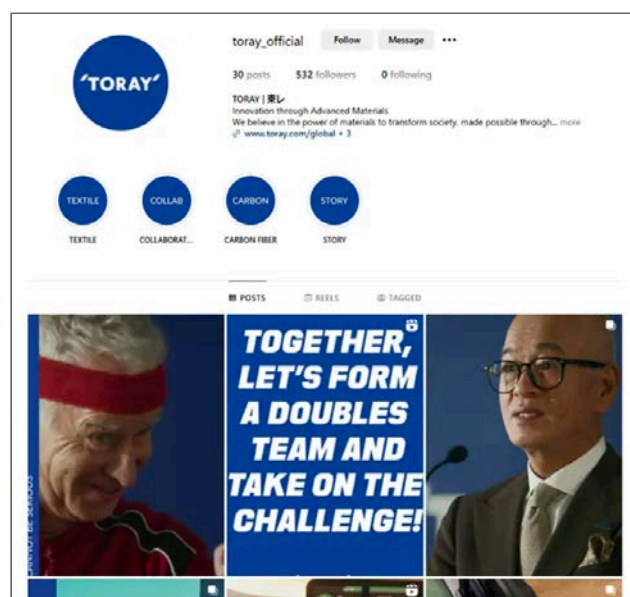 toray_official Follow Message •••
30 posts 532 followers 0 following
TORAY | 東レ
Innovation through Advanced Materials
We believe in the power of materials to transform society, made possible through... more
www.toray.com/global + 3
'TORAY'
TEXTILE COLLAB CARBON STORY
TEXTILE COLLABORAT... CARBON FIBER STORY
POSTS REELS TAGGED
TOGETHER,
LET'S FORM
A DOUBLES
TEAM AND
TAKE ON THE
CHALLENGE!
CANNOT BE SERIOUS